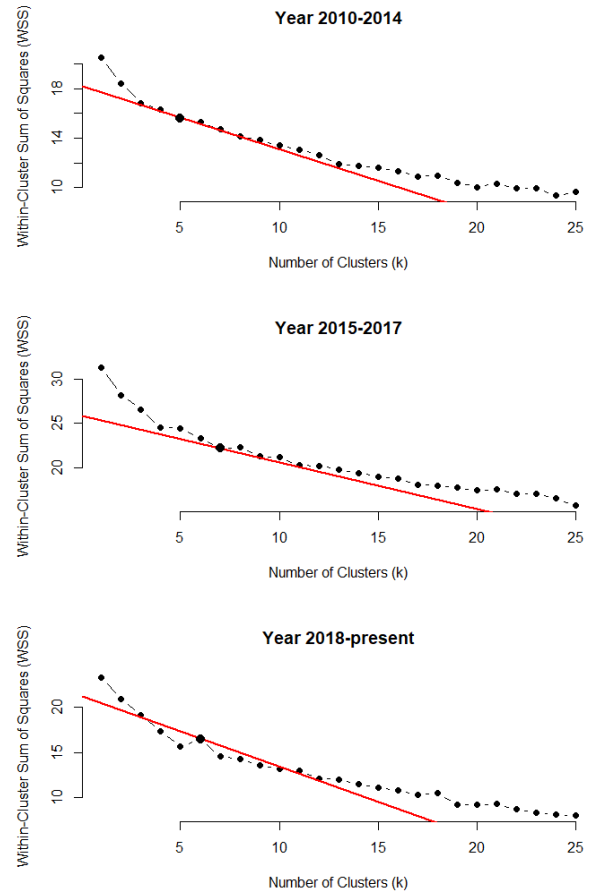 Year 2010-2014
Within-Cluster Sum of Squares (WSS)
18
14
10
5 10 15 20 25
Number of Clusters (k)
Year 2015-2017
Within-Cluster Sum of Squares (WSS)
30
25
20
5 10 15 20 25
Number of Clusters (k)
Year 2018-present
Within-Cluster Sum of Squares (WSS)
20
15
10
5 10 15 20 25
Number of Clusters (k)